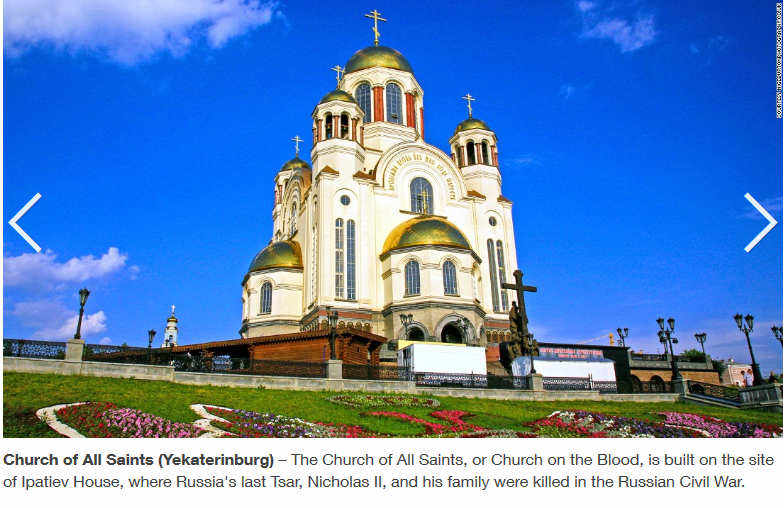 Church of All Saints (Yekaterinburg) – The Church of All Saints, or Church on the Blood, is built on the site
of Ipatiev House, where Russia's last Tsar, Nicholas II, and his family were killed in the Russian Civil War.